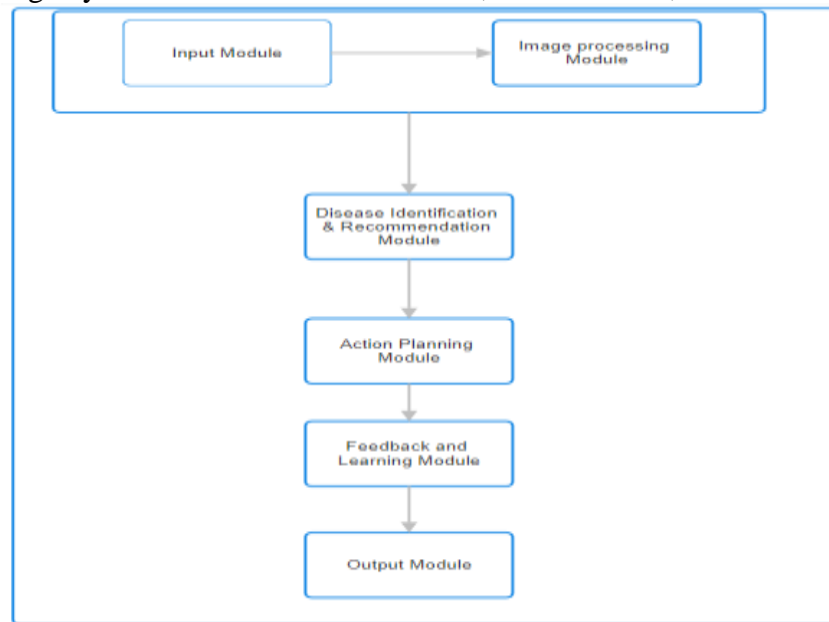 Input Module
Image processing
Module
Disease Identification
& Recommendation
Module
Action Planning
Module
Feedback and
Learning Module
Output Module